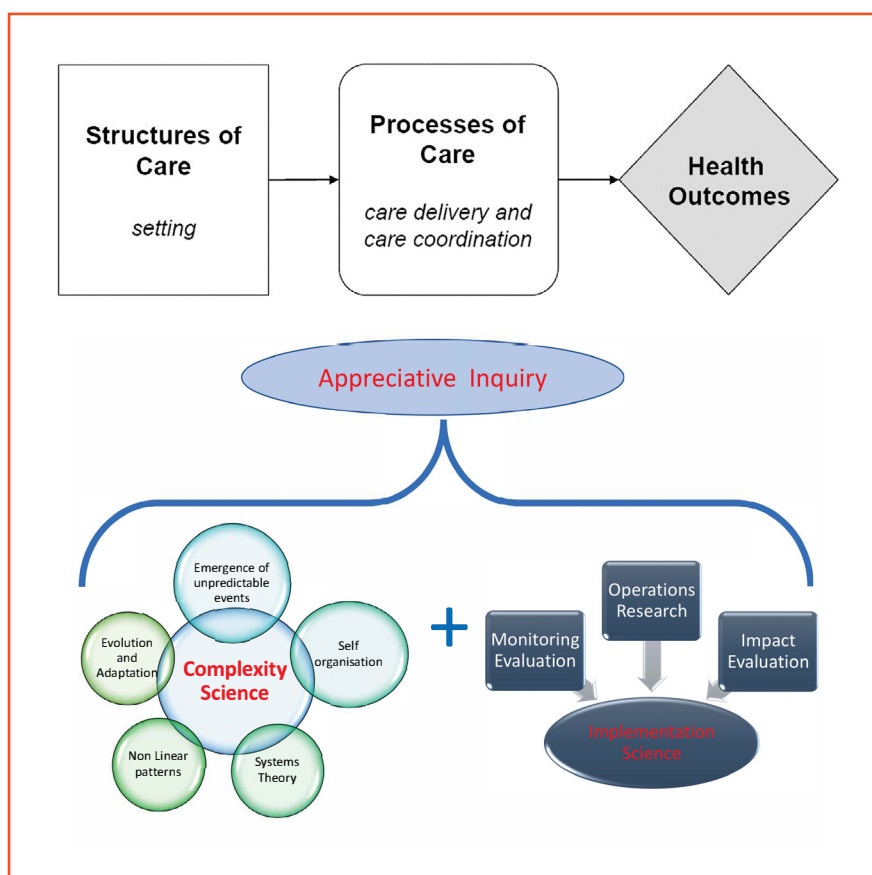 Structures of
Care
setting
Processes of
Care
care delivery and
care coordination
Health
Outcomes
Appreciative Inquiry
Emergence of
unpredictable
events
Evolution and
Adaptation
Complexity
Science
Self
organisation
Non Linear
patterns
Systems
Theory
+
Operations
Research
Monitoring
Evaluation
Impact
Evaluation
Implementation
Science